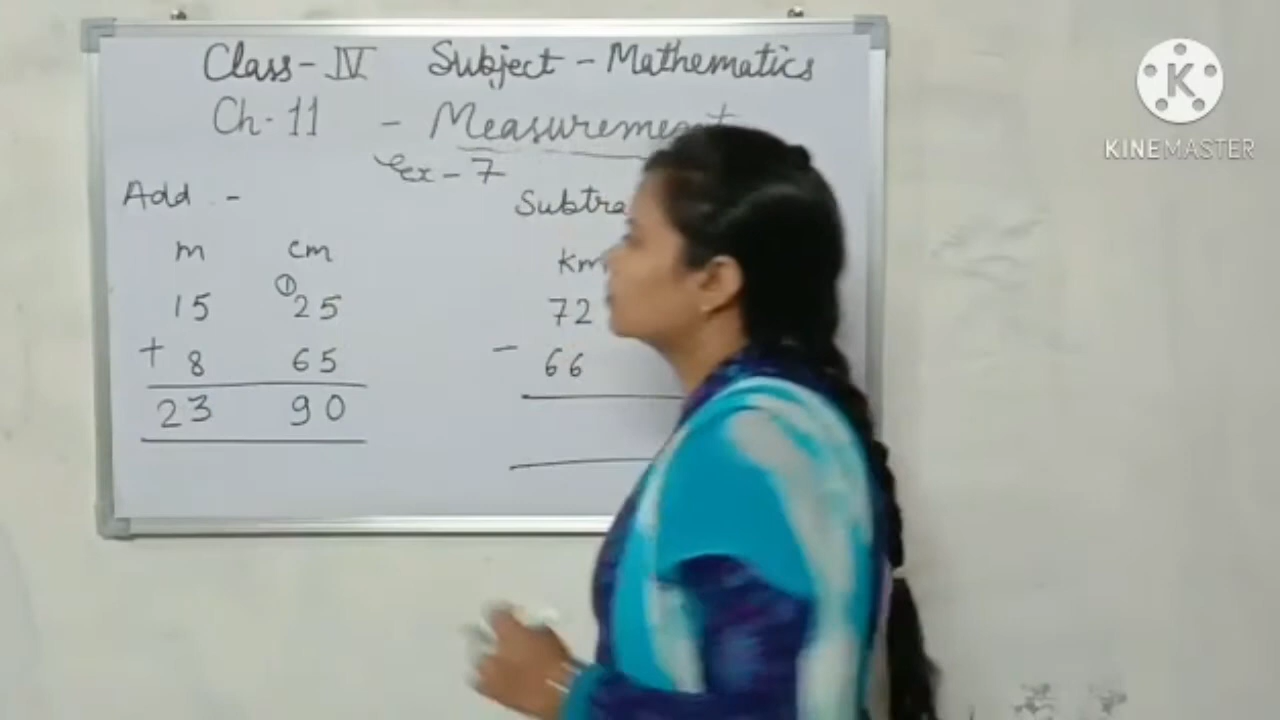 Class - IV Subject - Mathematics
Ch - 11 - Measurement
Ex - 7
Add -
m cm
①
15 25
+ 8 65
23 90
km
72
- 66
KINEMASTER